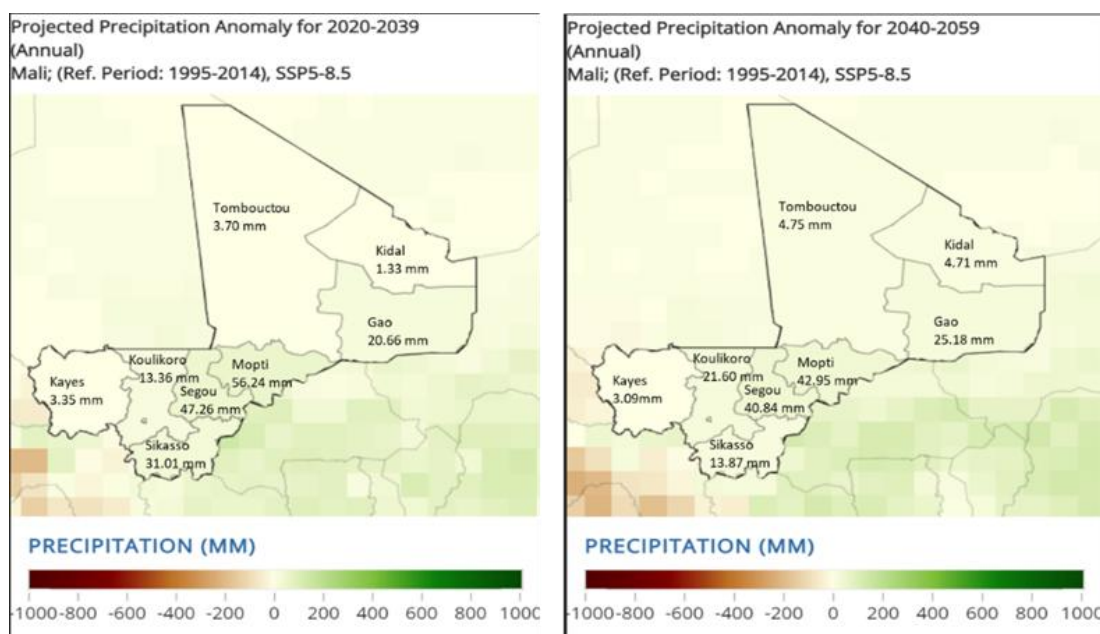 Projected Precipitation Anomaly for 2020-2039
(Annual)
Mali; (Ref. Period: 1995-2014), SSP5-8.5
Tombouctou
3.70 mm
Kidal
1.33 mm
Gao
20.66 mm
Koulikoro
13.36 mm
Mopti
56.24 mm
Kayes
3.35 mm
Segou
47.26 mm
Sikasso
31.01 mm
PRECIPITATION (MM)
-1000 -800 -600 -400 -200 0 200 400 600 800 1000
Projected Precipitation Anomaly for 2040-2059
(Annual)
Mali; (Ref. Period: 1995-2014), SSP5-8.5
Tombouctou
4.75 mm
Kidal
4.71 mm
Gao
25.18 mm
Koulikoro
21.60 mm
Mopti
42.95 mm
Kayes
3.09mm
Segou
40.84 mm
Sikasso
13.87 mm
PRECIPITATION (MM)
-1000 -800 -600 -400 -200 0 200 400 600 800 1000